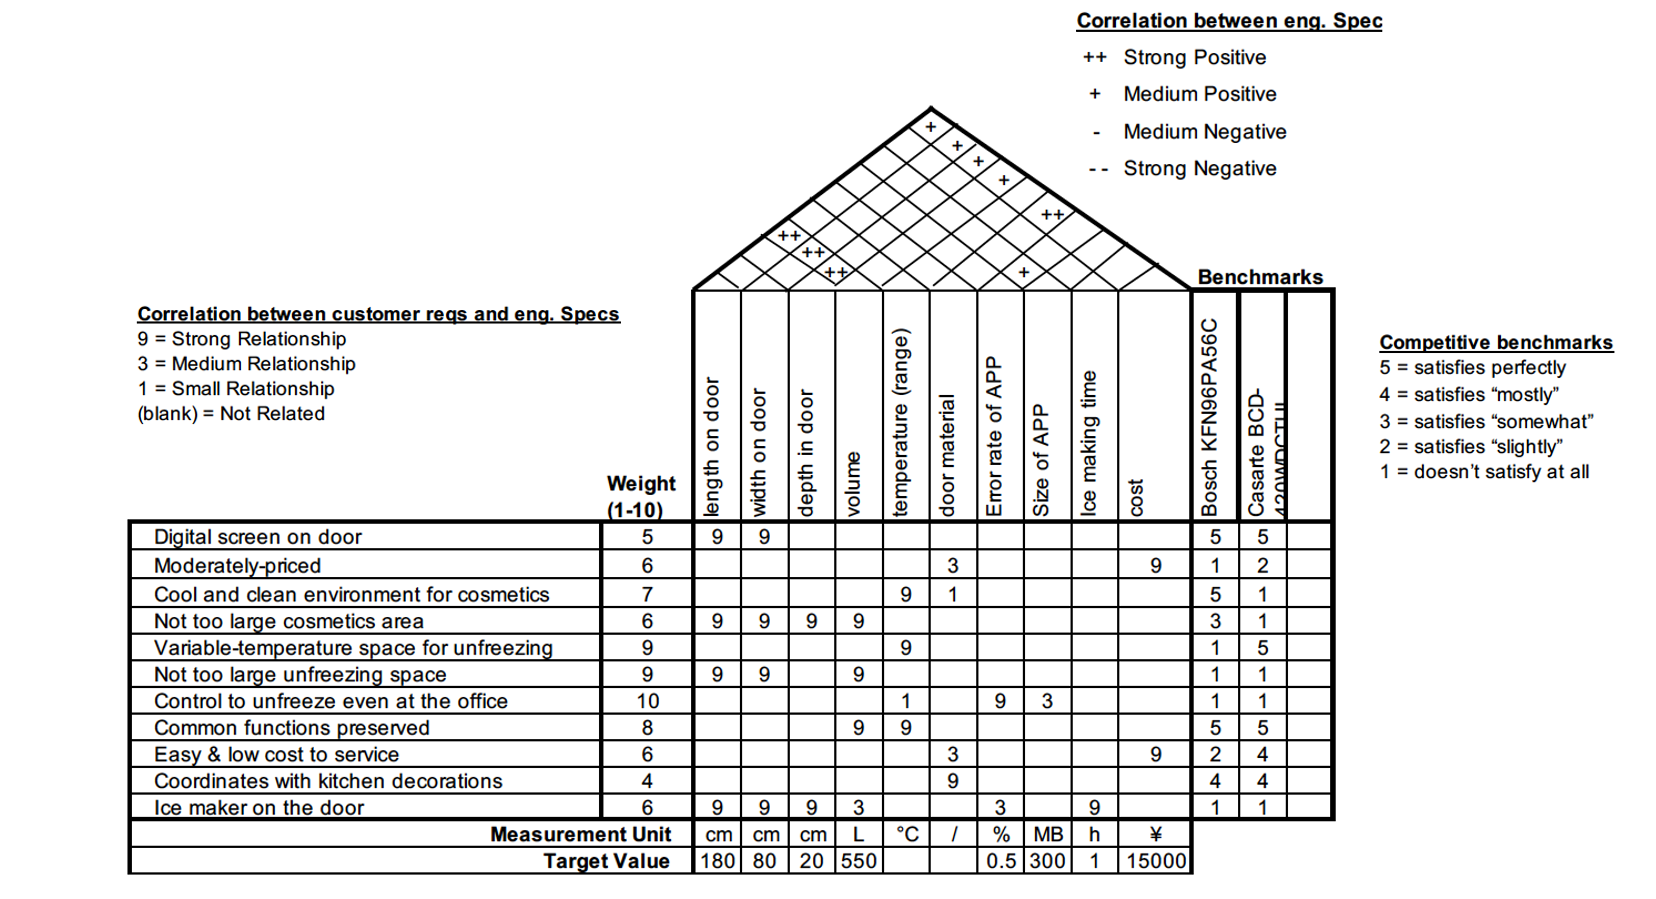 Correlation between eng. Spec
++ Strong Positive
+ Medium Positive
- Medium Negative
-- Strong Negative
+
+
+
+
++
++
++
++ +
Benchmarks
Correlation between customer reqs and eng. Specs
9 = Strong Relationship
3 = Medium Relationship
1 = Small Relationship
(blank) = Not Related
Competitive benchmarks
5 = satisfies perfectly
4 = satisfies “mostly”
3 = satisfies “somewhat”
2 = satisfies “slightly”
1 = doesn’t satisfy at all
Weight
(1-10)
length on door
width on door
depth in door
volume
temperature (range)
door material
Error rate of APP
Size of APP
Ice making time
cost
Bosch KFN96PA56C
Casarte BCD-
Digital screen on door 5 9 9 5 5
Moderately-priced 6 3 9 1 2
Cool and clean environment for cosmetics 7 9 1 5 1
Not too large cosmetics area 6 9 9 9 9 3 1
Variable-temperature space for unfreezing 9 9 1 5
Not too large unfreezing space 9 9 9 9 1 1
Control to unfreeze even at the office 10 1 9 3 1 1
Common functions preserved 8 9 9 5 5
Easy & low cost to service 6 3 9 2 4
Coordinates with kitchen decorations 4 9 4 4
Ice maker on the door 6 9 9 9 3 3 9 1 1
Measurement Unit cm cm cm L °C / % MB h ¥
Target Value 180 80 20 550 0.5 300 1 15000